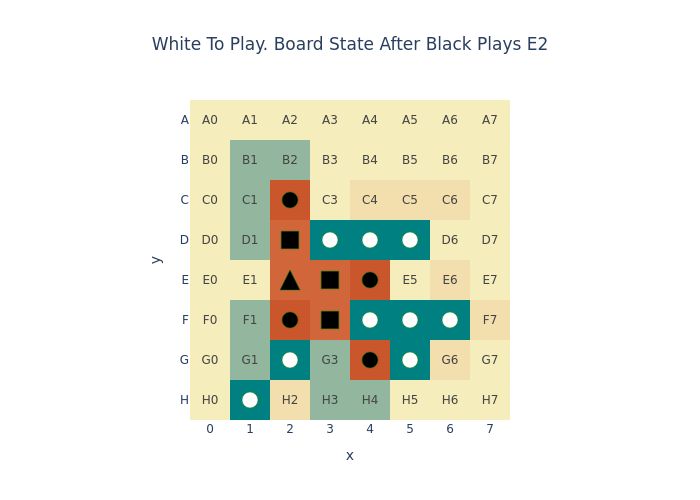 White To Play. Board State After Black Plays E2
A A0 A1 A2 A3 A4 A5 A6 A7
B B0 B1 B2 B3 B4 B5 B6 B7
C C0 C1 C3 C4 C5 C6 C7
D D0 D1 D6 D7
E E0 E1 E5 E6 E7
F F0 F1 F7
G G0 G1 G3 G6 G7
H H0 H2 H3 H4 H5 H6 H7
0 1 2 3 4 5 6 7
x
y